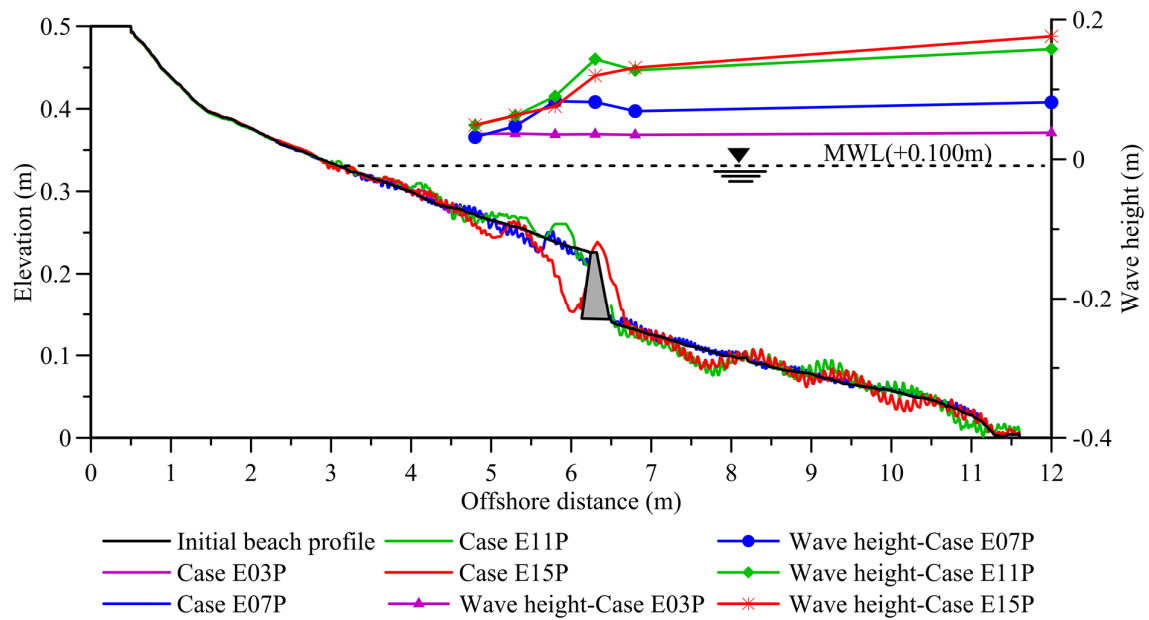 0.5
0.4
0.3
0.2
0.1
0
Elevation (m)
0.2
0
-0.2
-0.4
Wave height (m)
MWL(+0.100m)
0 1 2 3 4 5 6 7 8 9 10 11 12
Offshore distance (m)
Initial beach profile Case E11P Wave height-Case E07P
Case E03P Case E15P Wave height-Case E11P
Case E07P Wave height-Case E03P Wave height-Case E15P